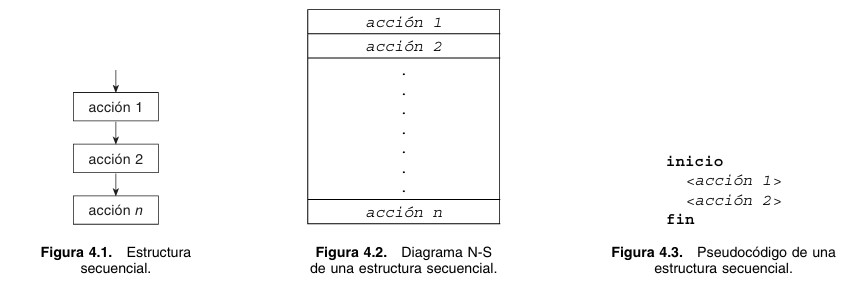 acción 1
acción 2
acción n
Figura 4.1. Estructura
secuencial.
acción 1
acción 2
.
.
.
.
.
.
.
acción n
Figura 4.2. Diagrama N-S
de una estructura secuencial.
inicio
<acción 1>
<acción 2>
fin
Figura 4.3. Pseudocódigo de una
estructura secuencial.